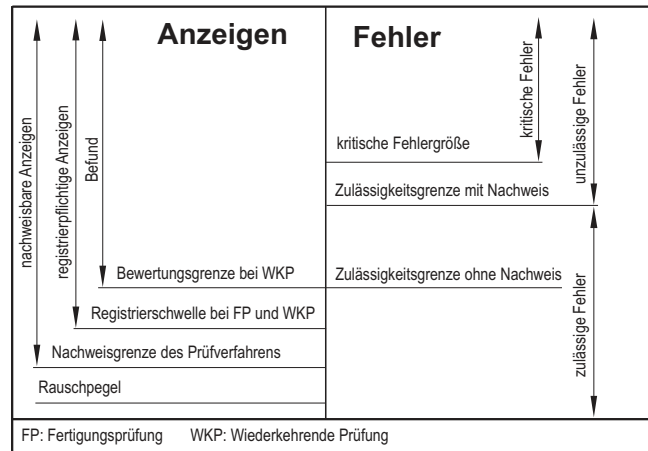 Anzeigen
Fehler
nachweisbare Anzeigen
registrierpflichtige Anzeigen
Befund
kritische Fehler
unzulässige Fehler
kritische Fehlergröße
Zulässigkeitsgrenze mit Nachweis
Bewertungsgrenze bei WKP
Zulässigkeitsgrenze ohne Nachweis
zulässige Fehler
Registrierschwelle bei FP und WKP
Nachweisgrenze des Prüfverfahrens
Rauschpegel
FP: Fertigungsprüfung WKP: Wiederkehrende Prüfung